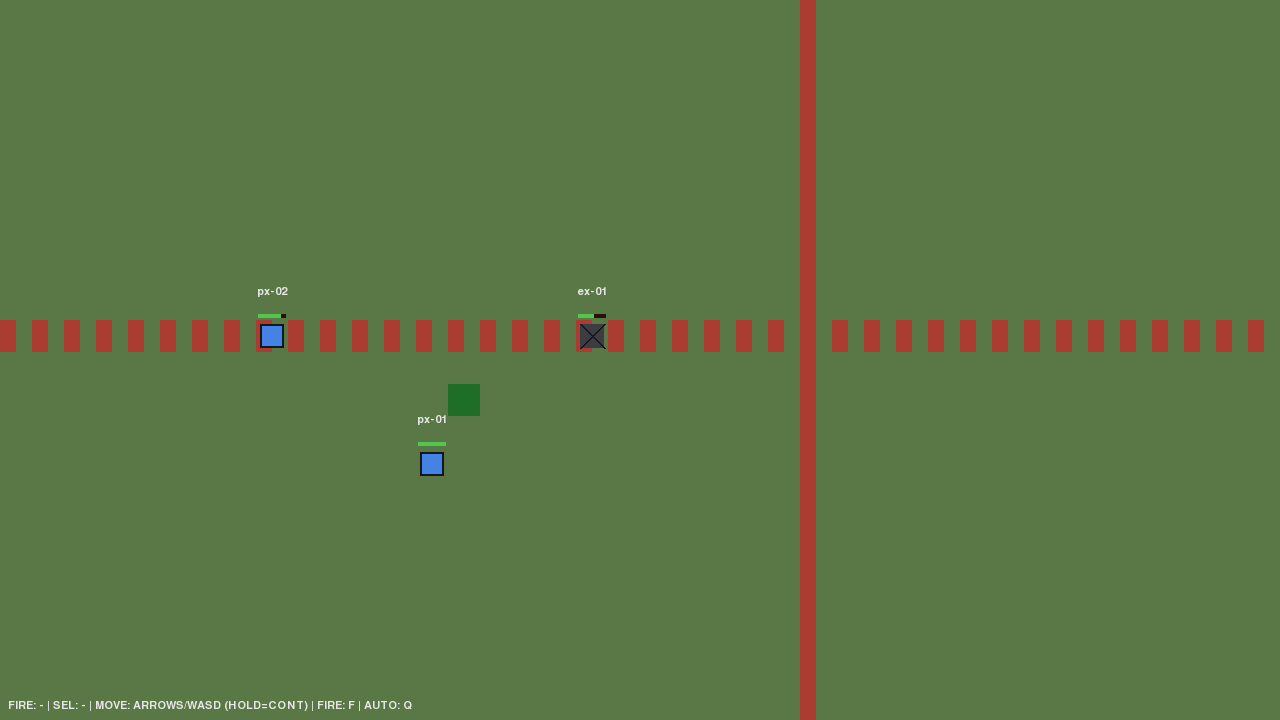 px-02
ex-01
px-01
FIRE: - | SEL: - | MOVE: ARROWS/WASD (HOLD=CONT) | FIRE: F | AUTO: Q